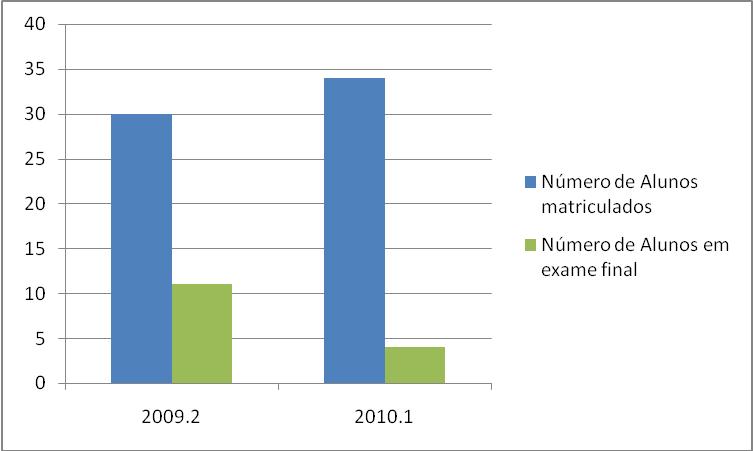 40
35
30
25
20
15
10
5
0
2009.2
2010.1
Número de Alunos
matriculados
Número de Alunos em
exame final